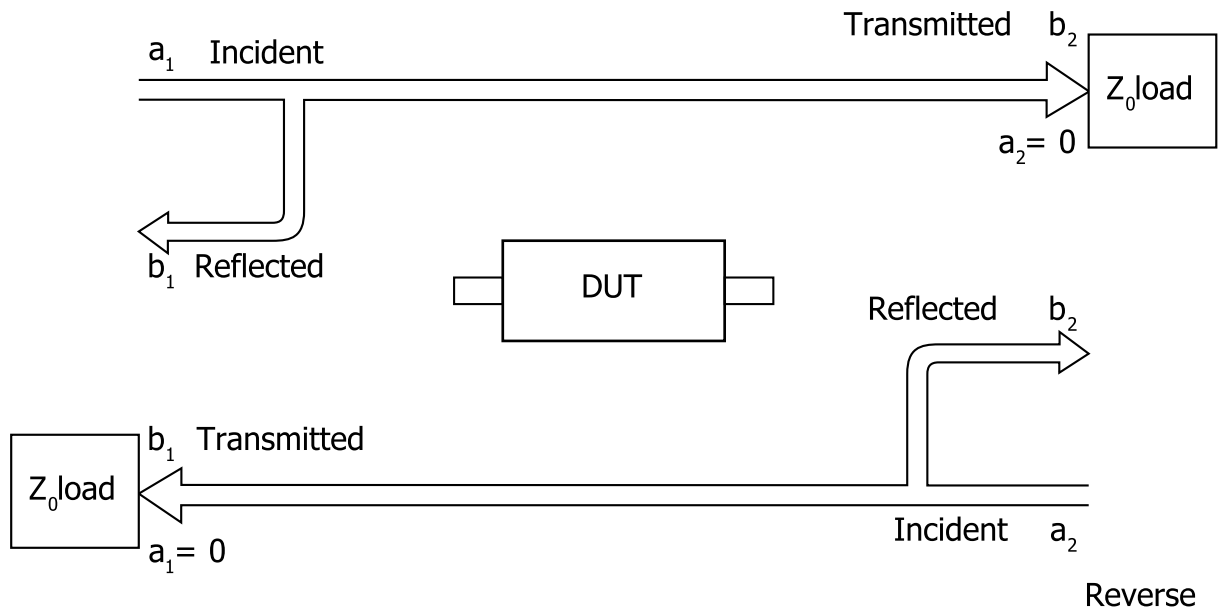 Transmitted b₂
a₁ Incident
Z₀load
a₂= 0
b₁ Reflected
DUT
Reflected b₂
b₁ Transmitted
Z₀load
Incident a₂
a₁= 0
Reverse